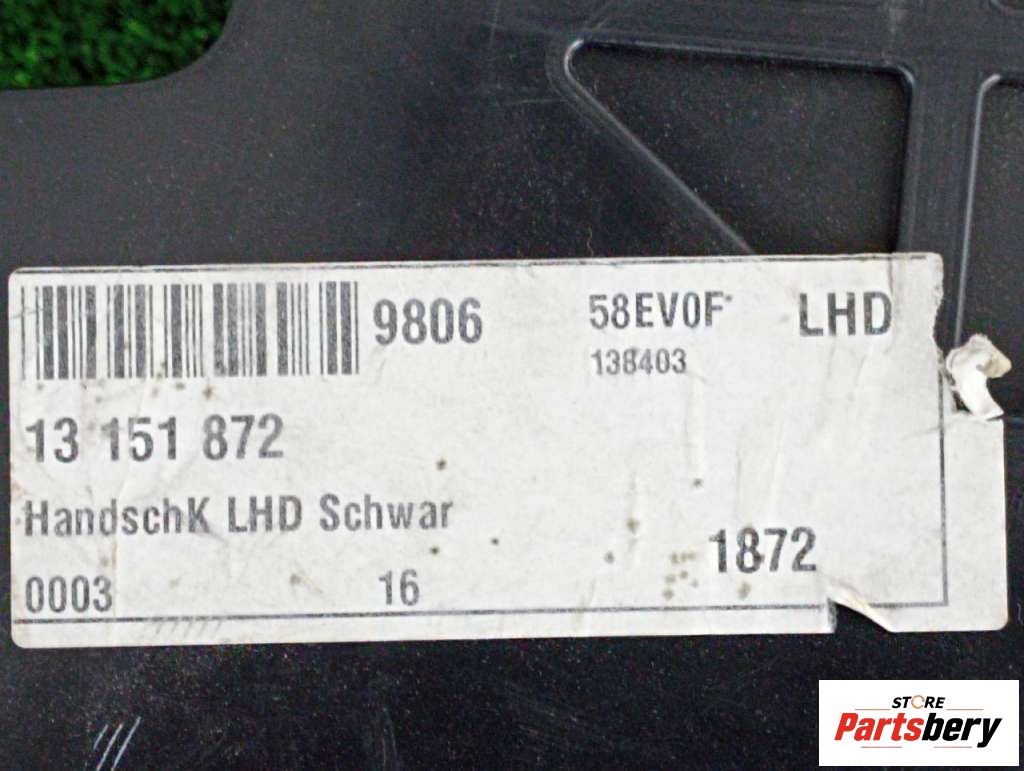 9806 58EV0F LHD
138403
13 151 872
HandschK LHD Schwar
1872
0003 16
STORE
Partsbery